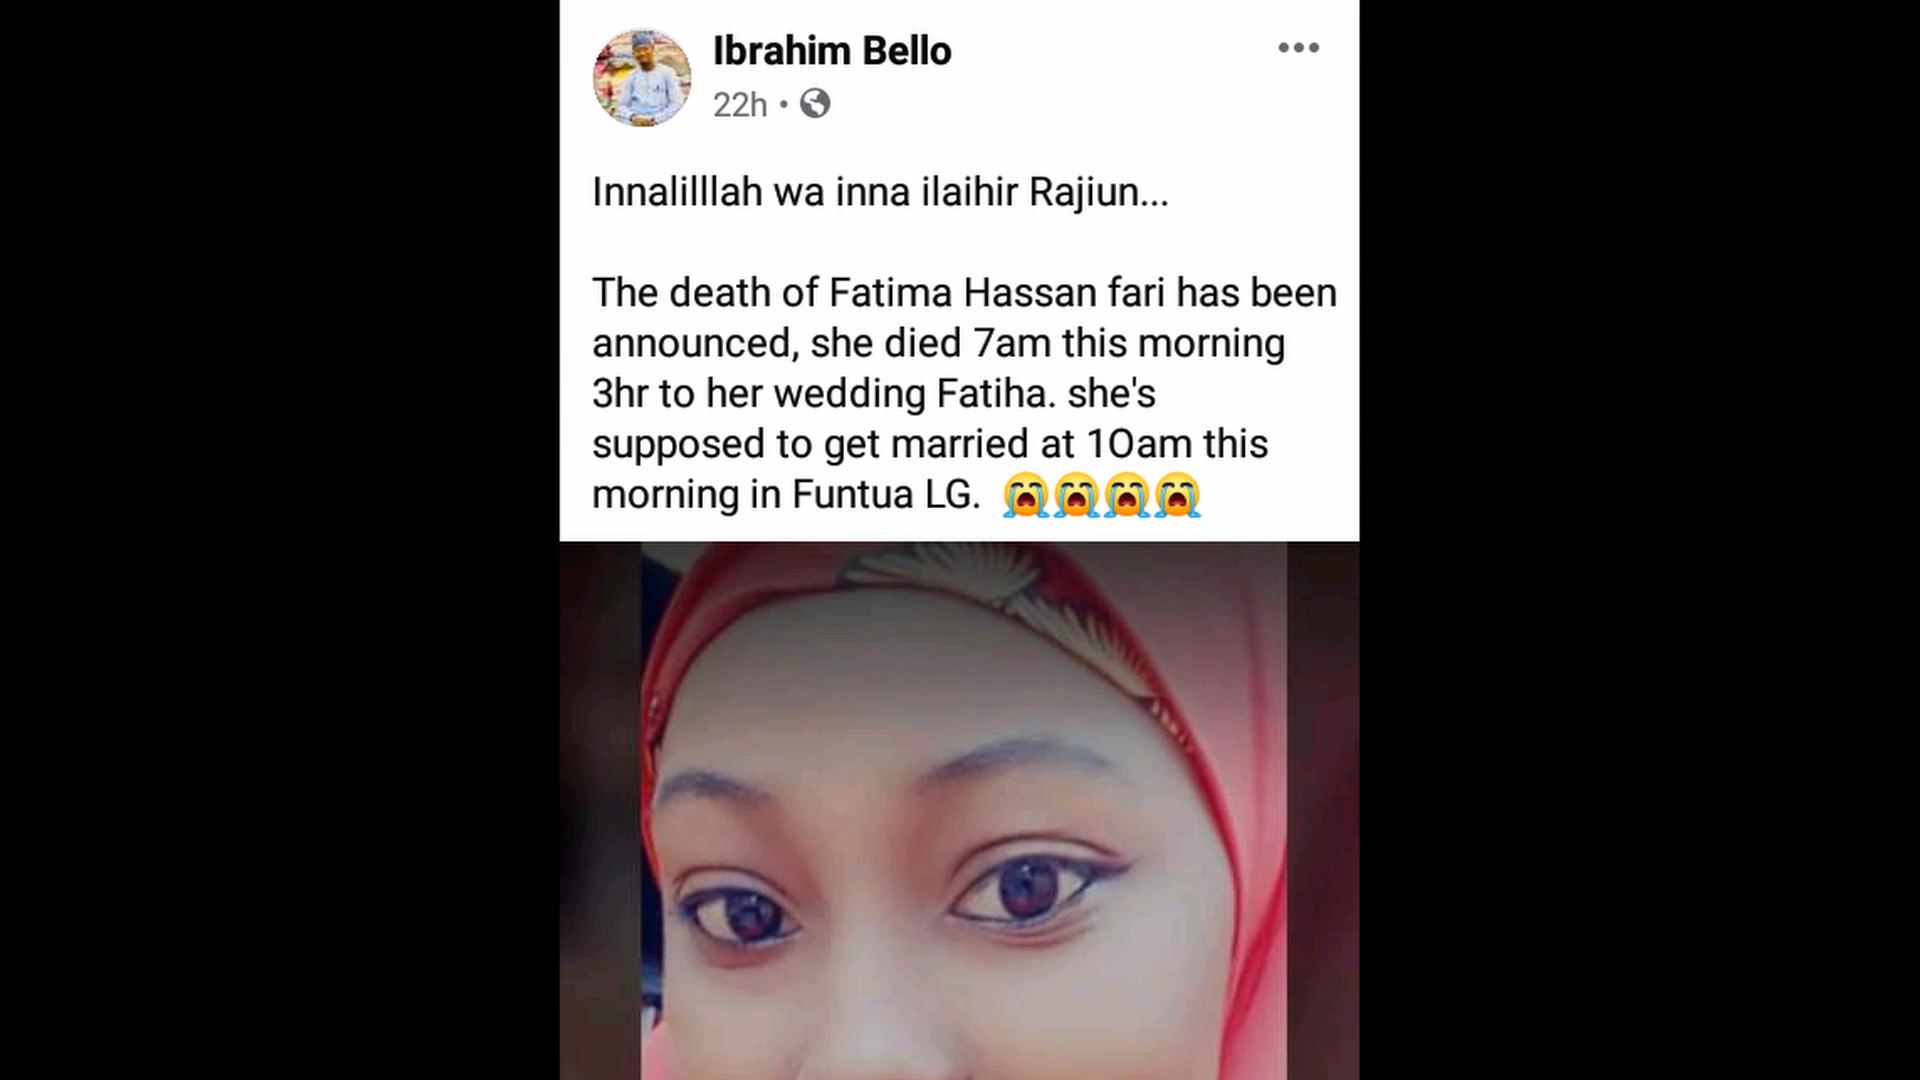 Ibrahim Bello
22h •
Innalilllah wa inna ilaihir Rajiun...
The death of Fatima Hassan fari has been
announced, she died 7am this morning
3hr to her wedding Fatiha. she's
supposed to get married at 1Oam this
morning in Funtua LG. 😭😭😭😭